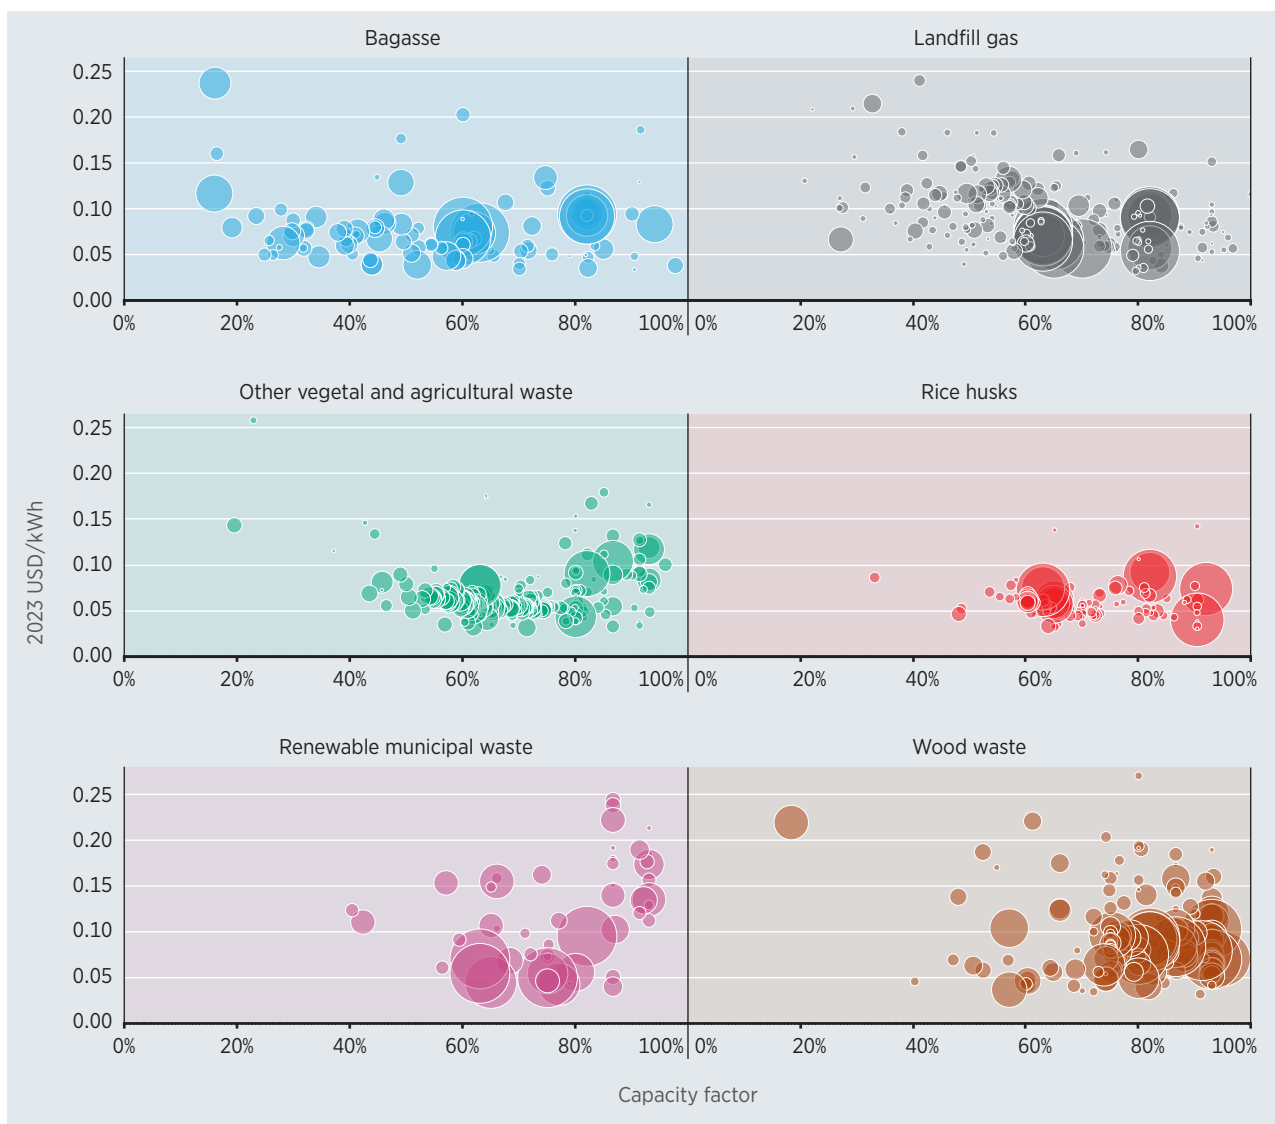 Bagasse Landfill gas
0.25
0.20
0.15
0.10
0.05
0.00
0% 20% 40% 60% 80% 100% 0% 20% 40% 60% 80% 100%
Other vegetal and agricultural waste Rice husks
0.25
0.20
0.15
0.10
0.05
0.00
0% 20% 40% 60% 80% 100% 0% 20% 40% 60% 80% 100%
2023 USD/kWh
Renewable municipal waste Wood waste
0.25
0.20
0.15
0.10
0.05
0.00
0% 20% 40% 60% 80% 100% 0% 20% 40% 60% 80% 100%
Capacity factor